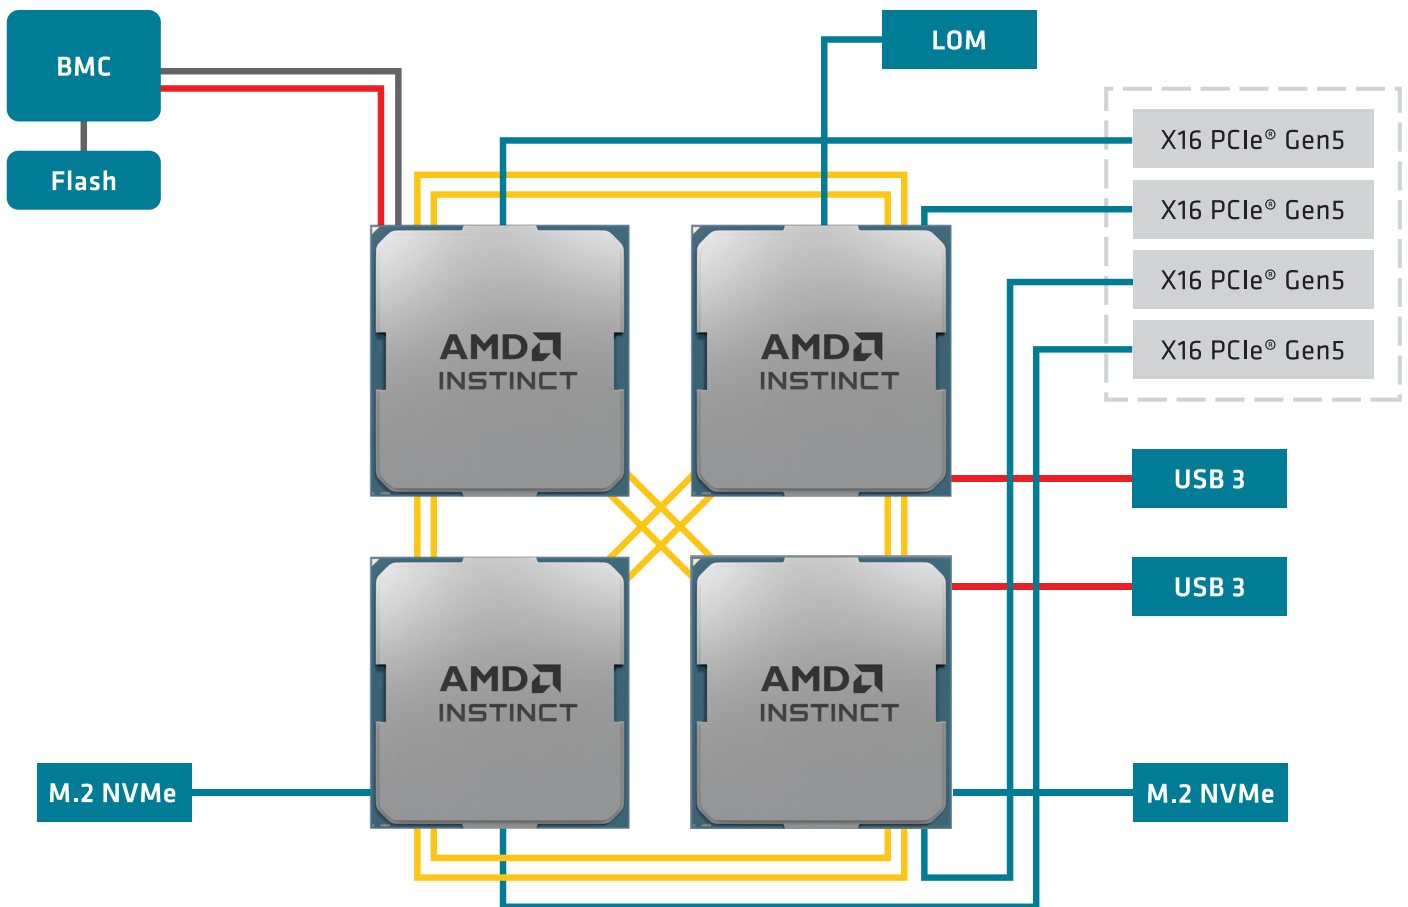 BMC
Flash
LOM
X16 PCIe® Gen5
X16 PCIe® Gen5
X16 PCIe® Gen5
X16 PCIe® Gen5
AMD
INSTINCT
AMD
INSTINCT
USB 3
USB 3
AMD
INSTINCT
AMD
INSTINCT
M.2 NVMe
M.2 NVMe